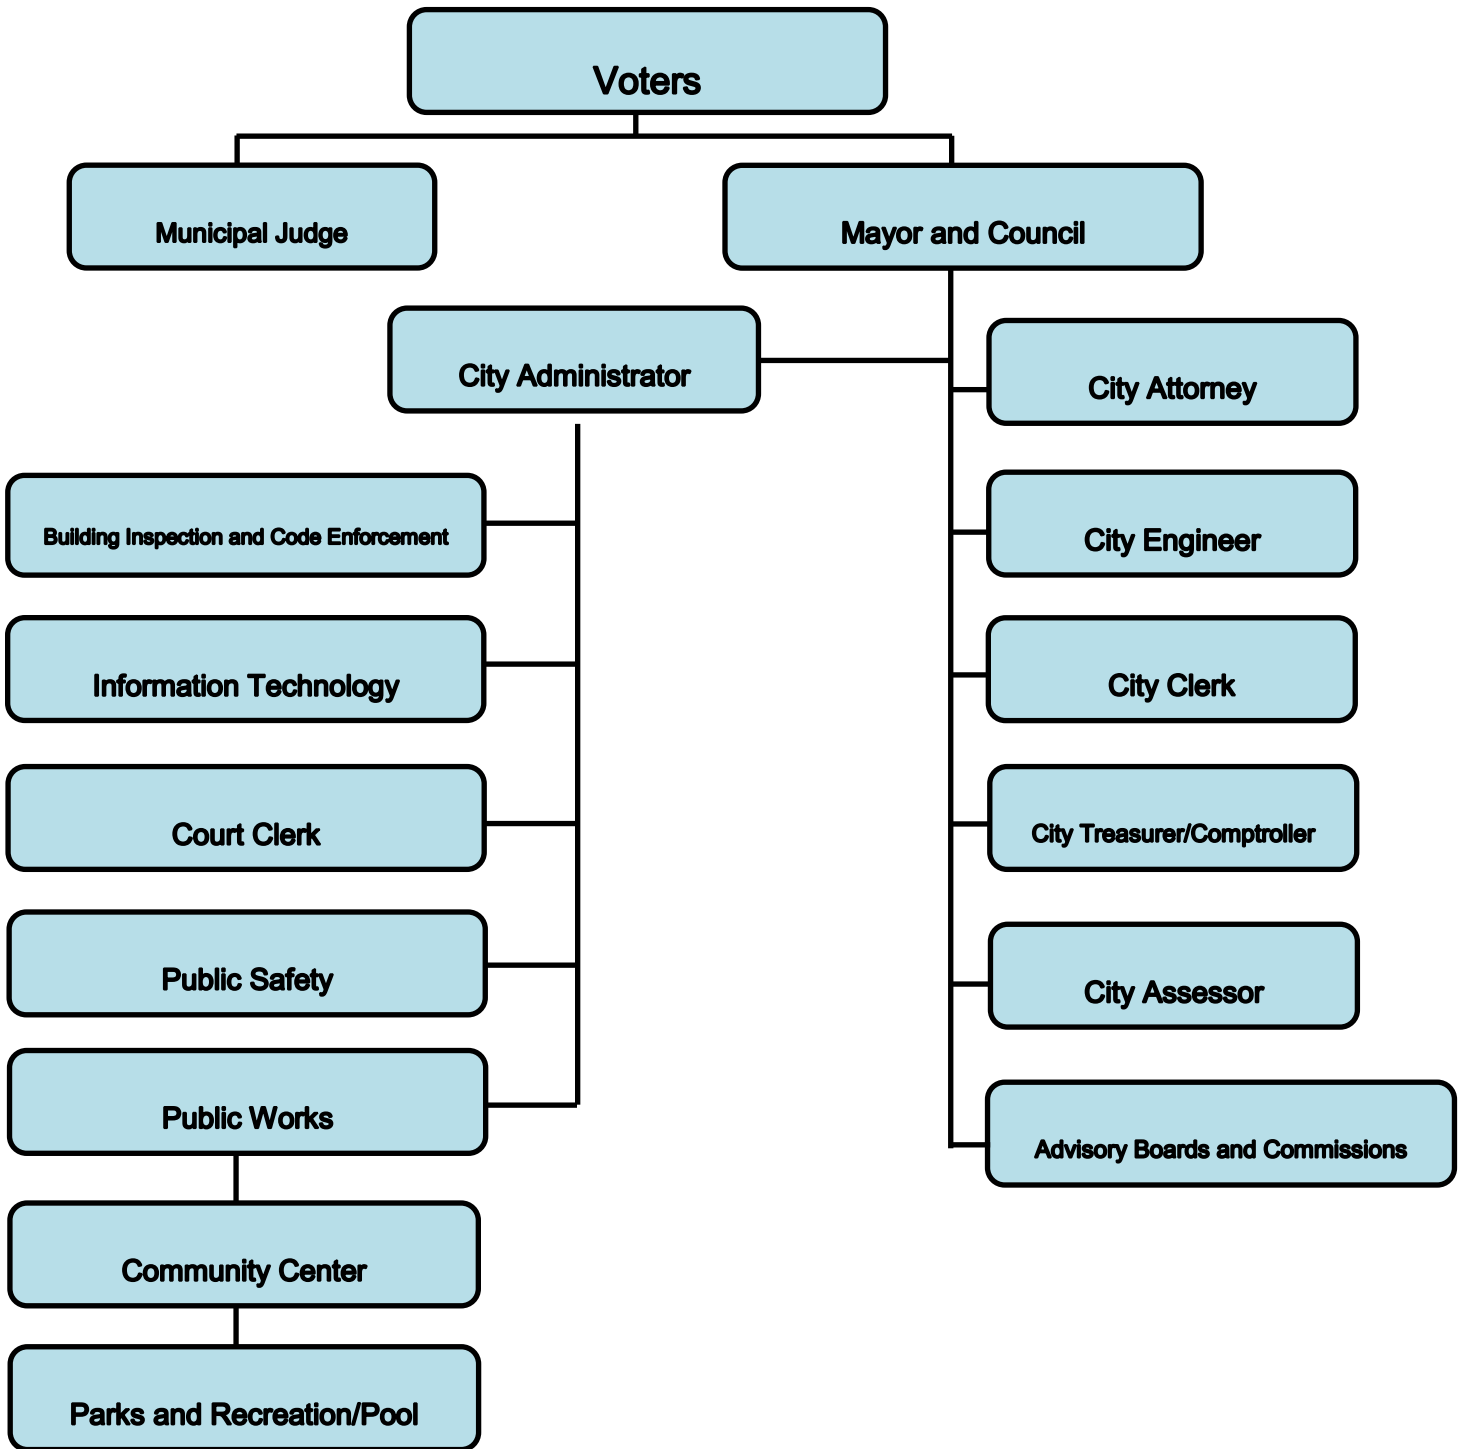 Voters
Municipal Judge
Mayor and Council
City Administrator
City Attorney
Building Inspection and Code Enforcement
City Engineer
Information Technology
City Clerk
Court Clerk
City Treasurer/Comptroller
Public Safety
City Assessor
Public Works
Advisory Boards and Commissions
Community Center
Parks and Recreation/Pool